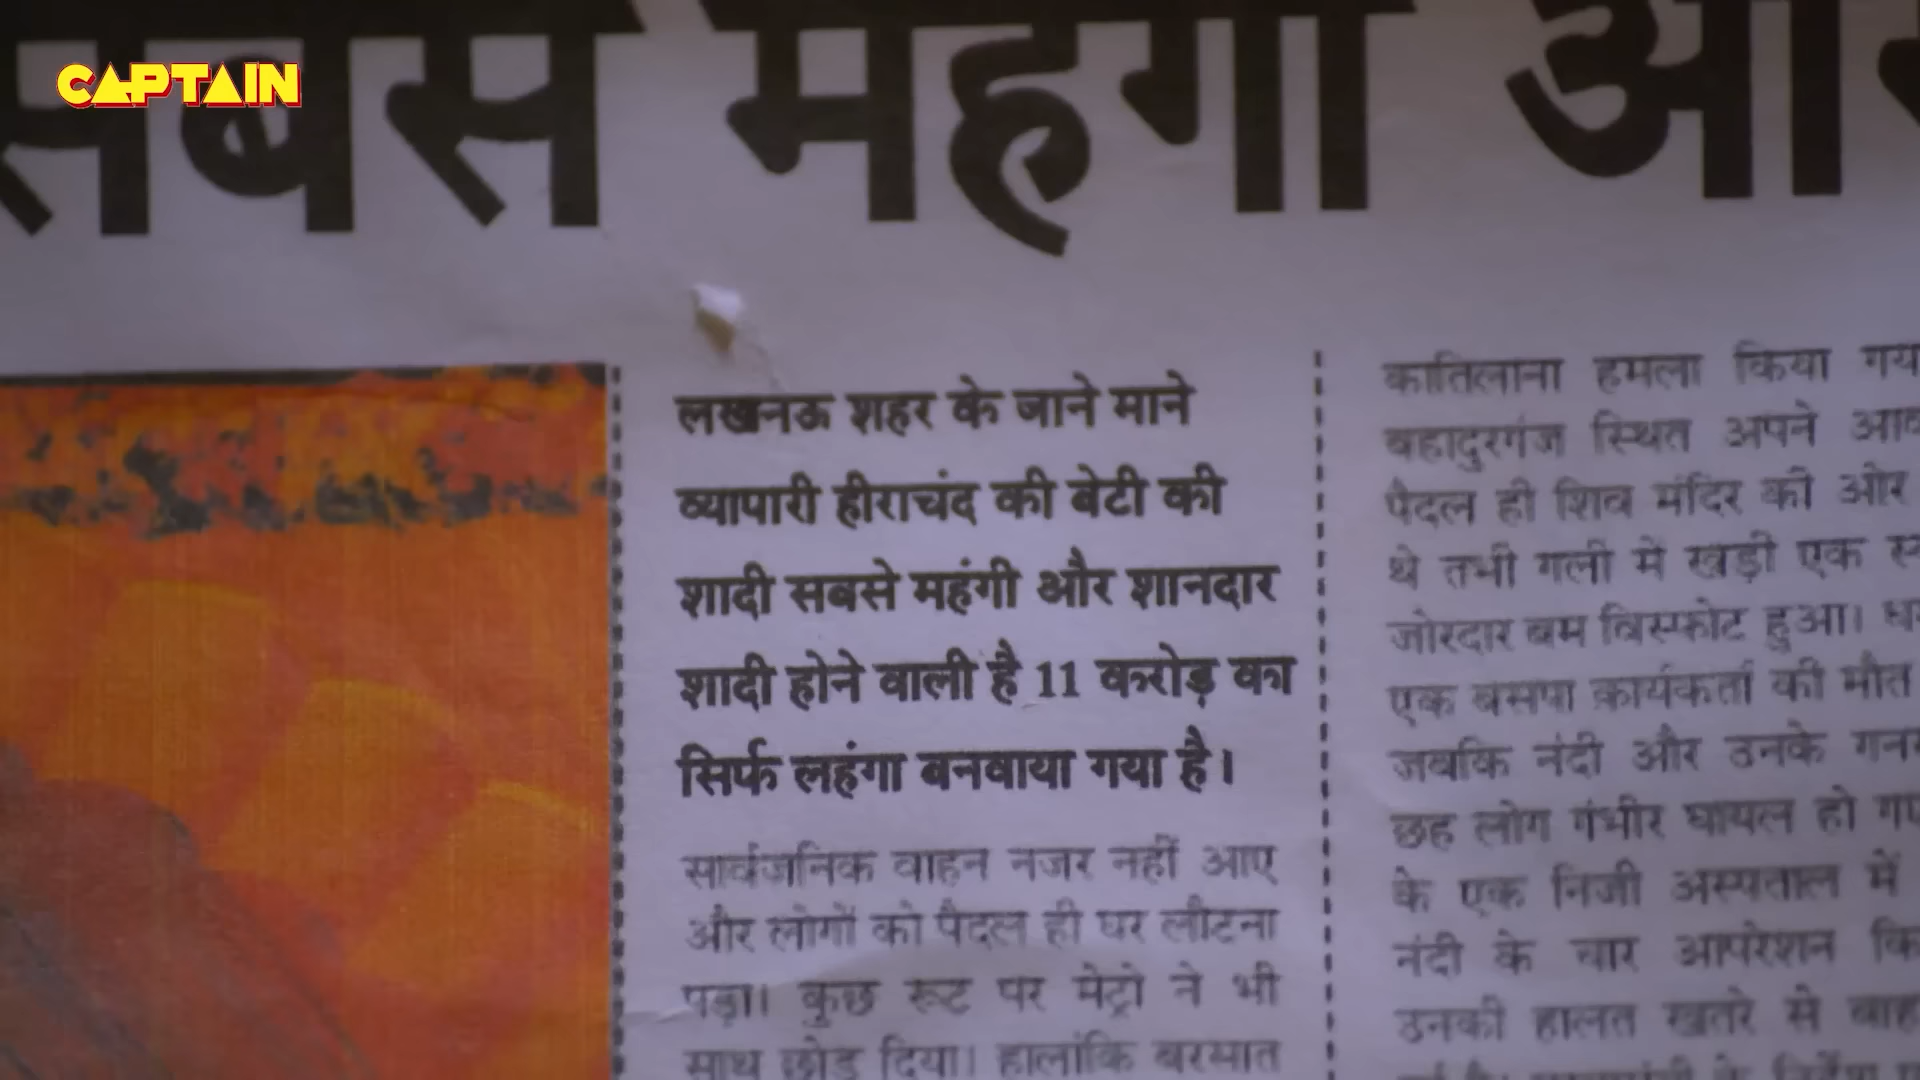 CAPTAIN
सबसे महंगी
लखनऊ शहर के जाने माने
व्यापारी हीराचंद की बेटी की
शादी सबसे महंगी और शानदार
शादी होने वाली है 11 करोड़ का
सिर्फ लहंगा बनवाया गया है।
सार्वजनिक वाहन नजर नहीं आए
और लोगों को पैदल ही घर लौटना
पड़ा। कुछ रूट पर मेट्रो ने भी
साथ छोड़ दिया। हालांकि बरसात
कातिलाना हमला किया
बहादुरगंज स्थित अपने
पैदल ही शिव मंदिर की ओर
थे तभी गली में खड़ी एक
जोरदार बम विस्फोट हुआ।
एक बसपा कार्यकर्ता की मौत
जबकि नंदी और उनके
छह लोग गंभीर घायल हो
के एक निजी अस्पताल में
नंदी के चार आपरेशन
उनकी हालत खतरे से